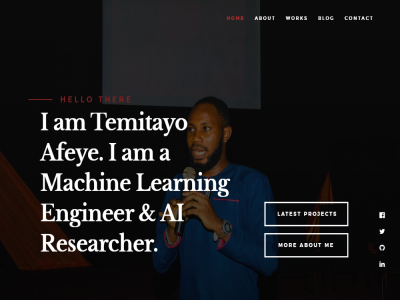 HOME ABOUT WORKS BLOG CONTACT
HELLO THERE
I am Temitayo
Afeye. I am a
Machine Learning
Engineer & AI
Researcher.
LATEST PROJECTS
MORE ABOUT ME